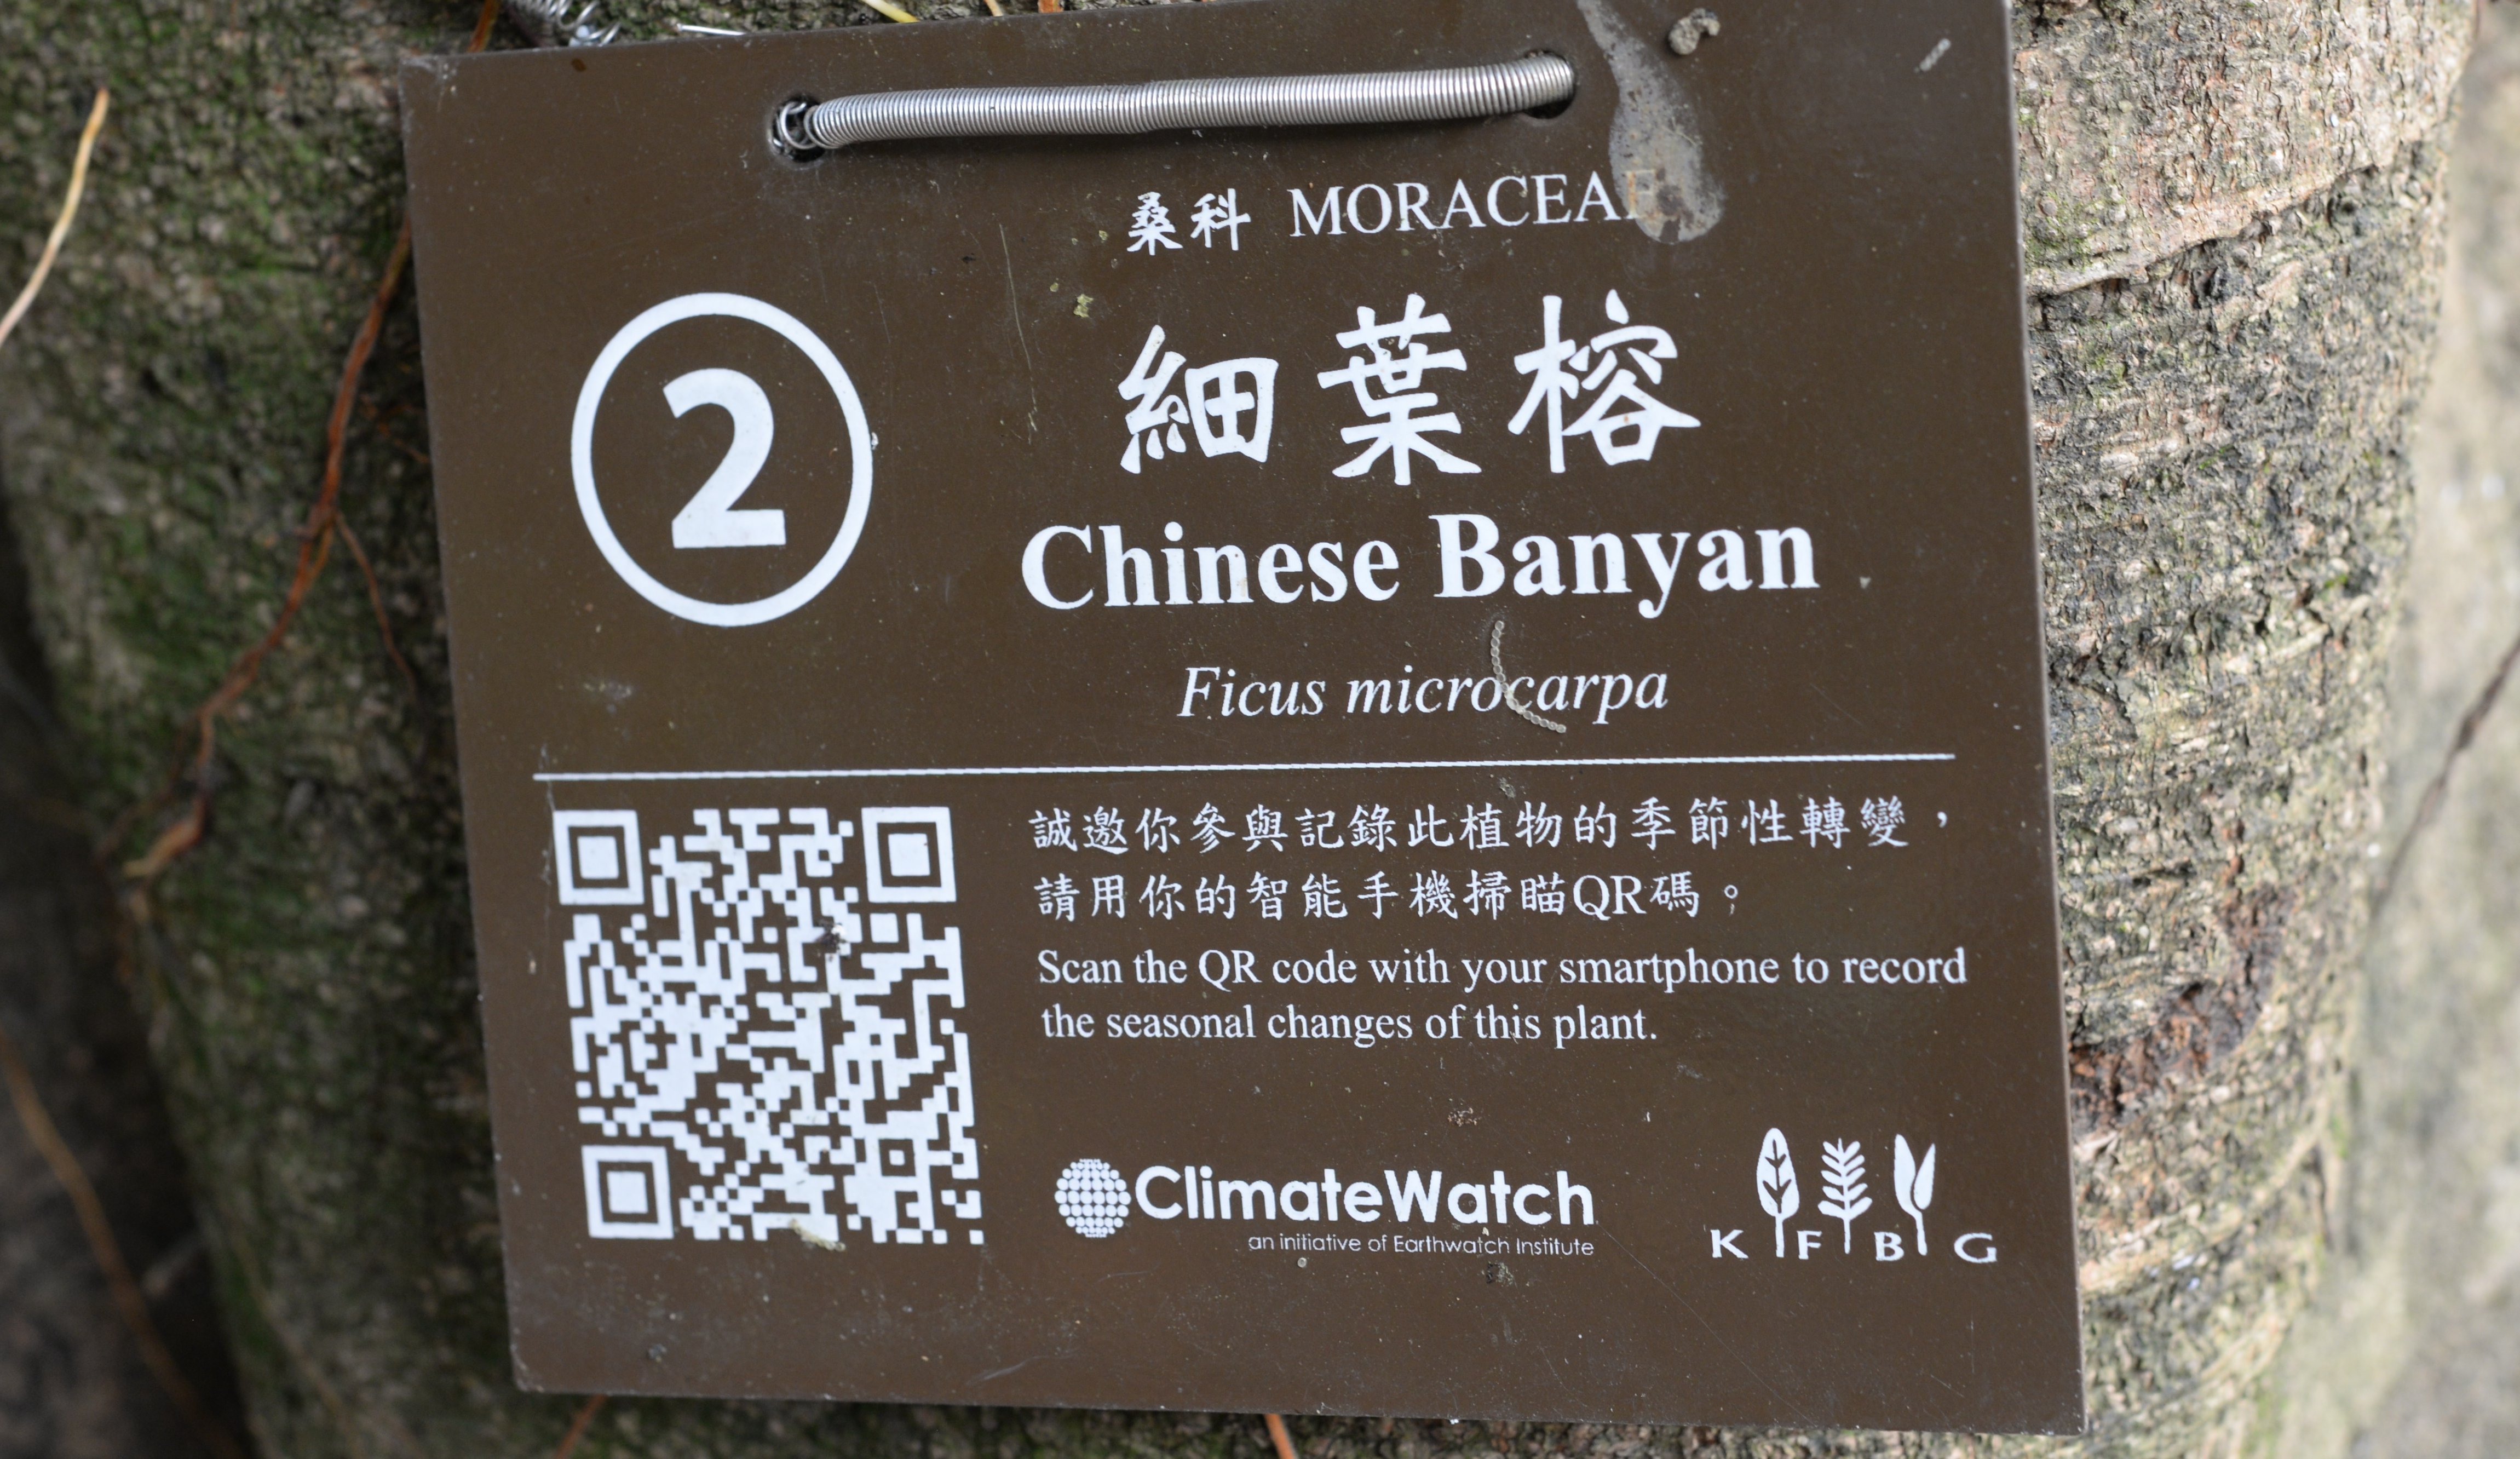 桑科 MORACEAE
2
細葉榕
Chinese Banyan
Ficus microcarpa
誠邀你參與記錄此植物的季節性轉變，
請用你的智能手機掃瞄QR碼。
Scan the QR code with your smartphone to record
the seasonal changes of this plant.
ClimateWatch
an initiative of Earthwatch Institute
K F B G